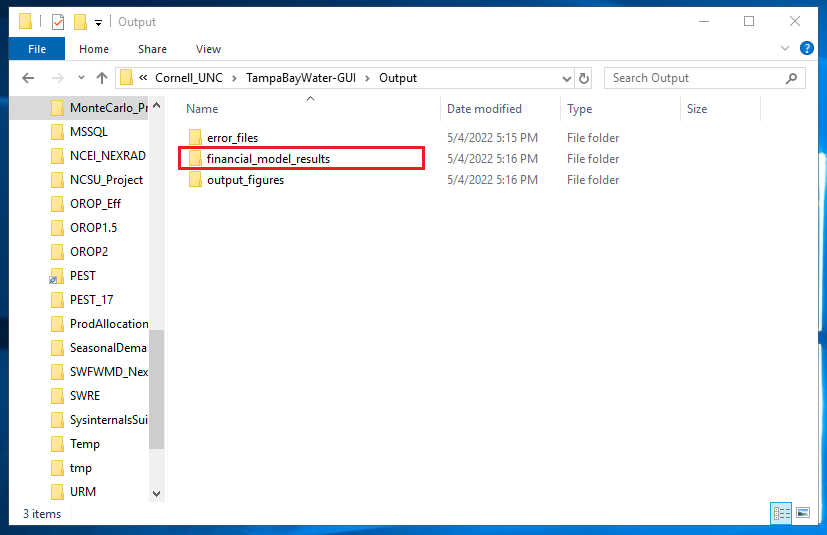 Output
File Home Share View
« Cornell_UNC > TampaBayWater-GUI > Output
Search Output
Name Date modified Type Size
MonteCarlo_Pr
MSSQL
NCEI_NEXRAD
NCSU_Project
OROP_Eff
OROP1.5
OROP2
PEST
PEST_17
ProdAllocation
SeasonalDema
SWFWMD_Nex
SWRE
SysinternalsSui
Temp
tmp
URM
error_files 5/4/2022 5:15 PM File folder
financial_model_results 5/4/2022 5:16 PM File folder
output_figures 5/4/2022 5:16 PM File folder
3 items